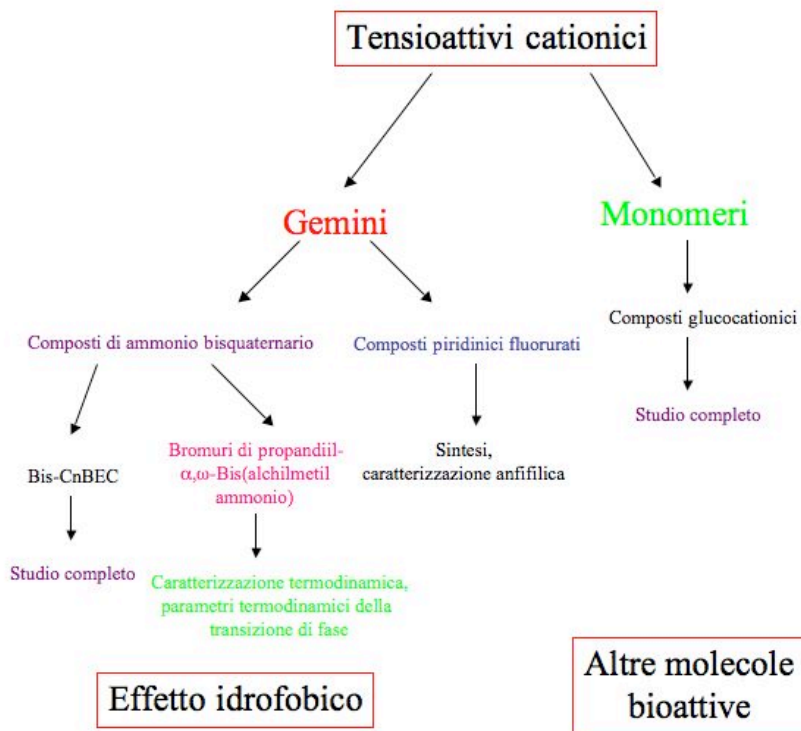 Tensioattivi cationici
Gemini
Monomeri
Composti di ammonio bisquaternario
Composti piridinici fluorurati
Composti glucocationici
Bis-CnBEC
Bromuri di propandiil-
α,ω-Bis(alchilmetil
ammonio)
Sintesi,
caratterizzazione anfifilica
Studio completo
Studio completo
Caratterizzazione termodinamica,
parametri termodinamici della
transizione di fase
Effetto idrofobico
Altre molecole
bioattive